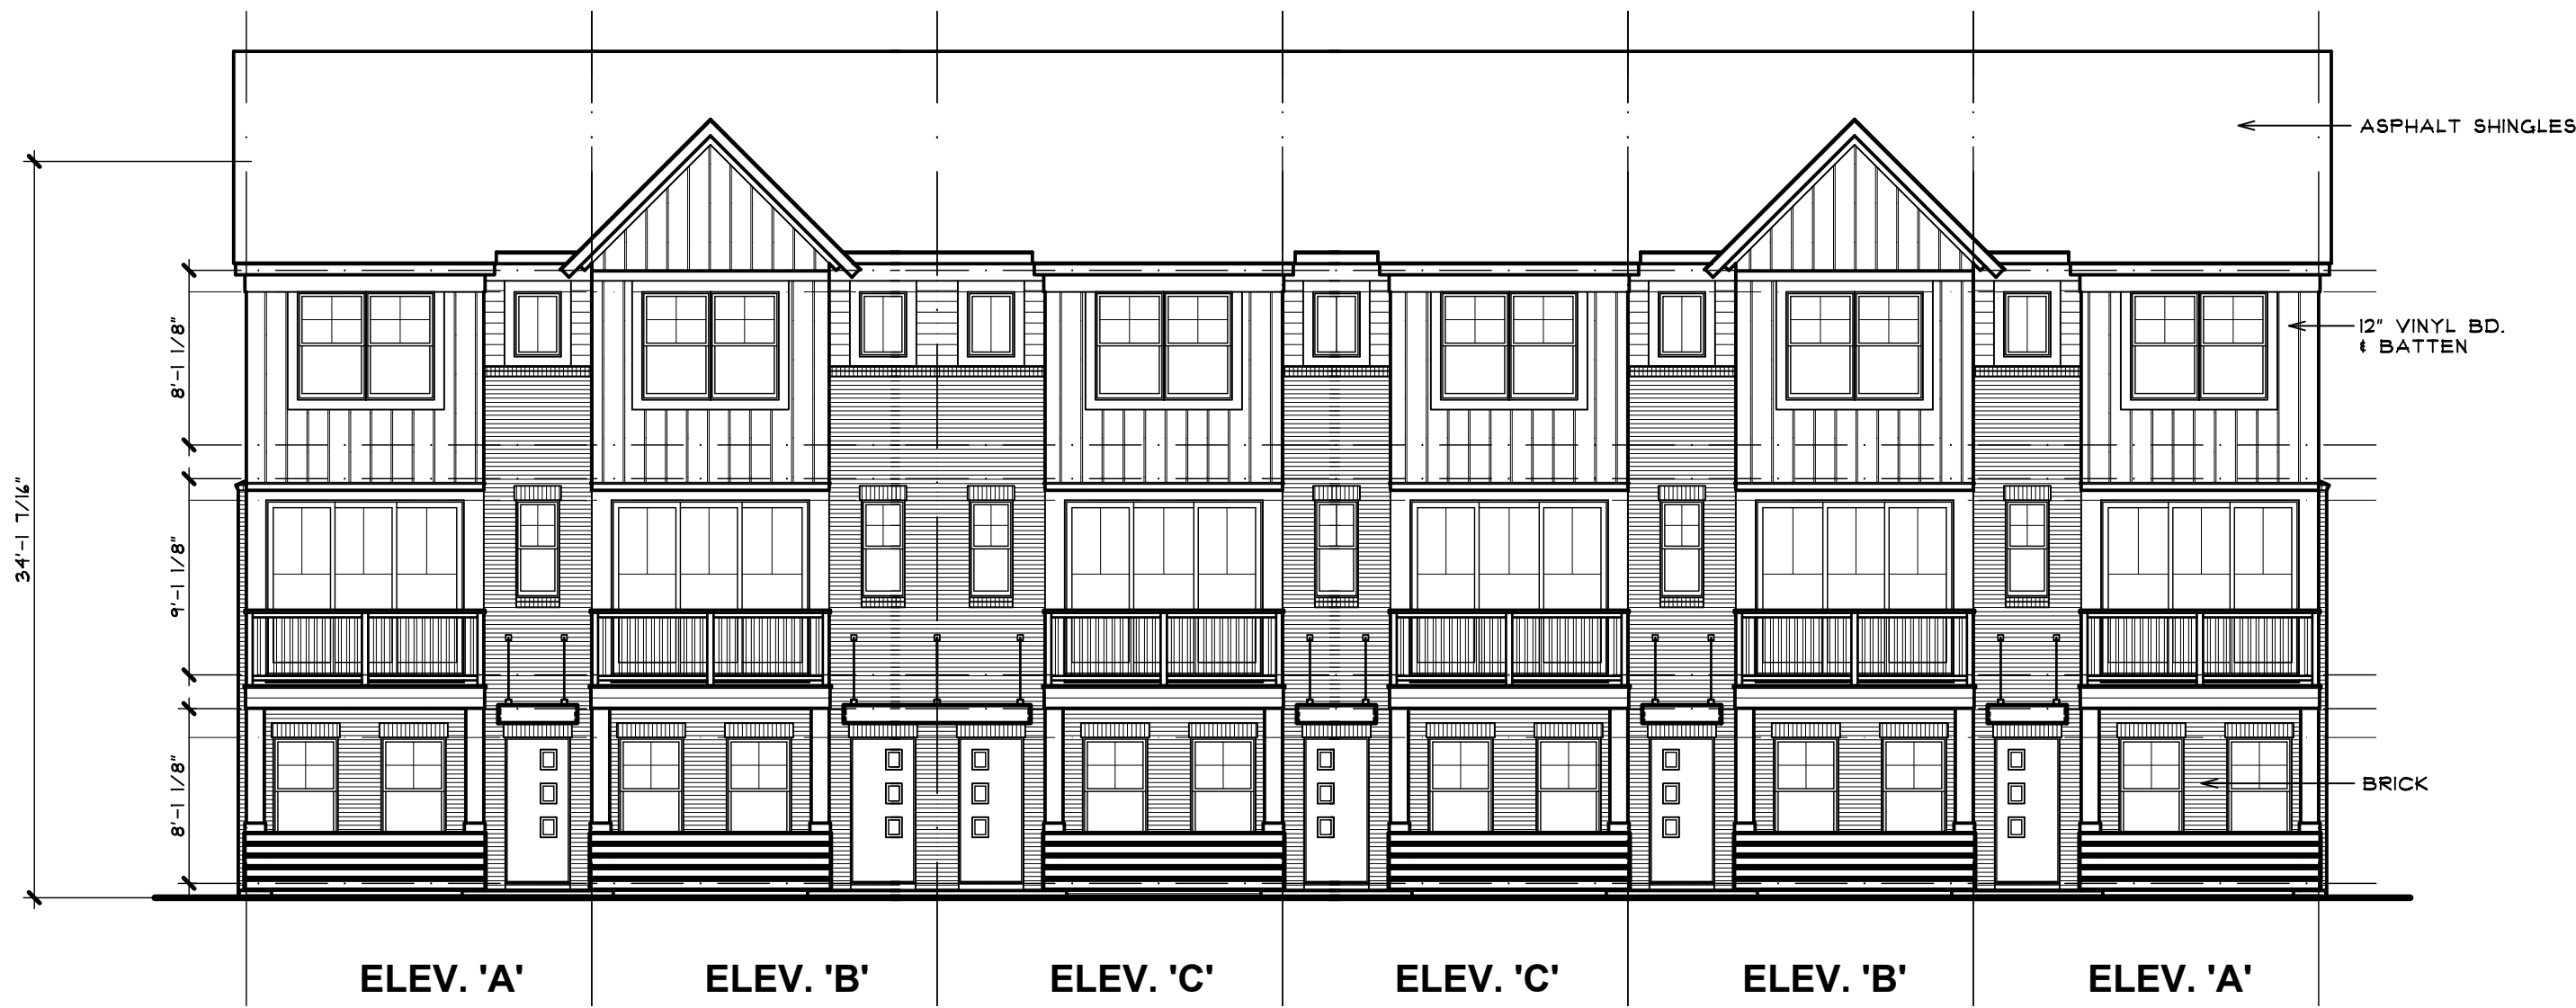 ASPHALT SHINGLES
12" VINYL BD.
& BATTEN
8'-1 1/8"
34'-1 7/16"
9'-1 1/8"
8'-1 1/8"
BRICK
ELEV. 'A' ELEV. 'B' ELEV. 'C' ELEV. 'C' ELEV. 'B' ELEV. 'A'